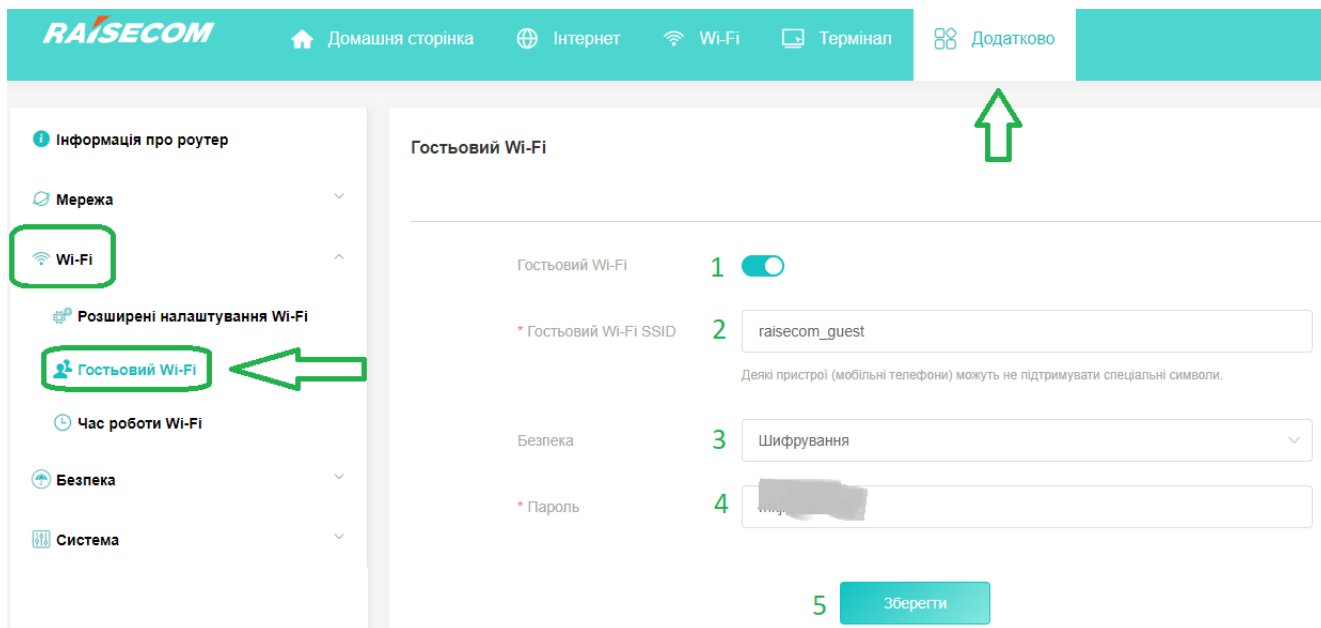 RAISECOM
Домашня сторінка
Інтернет
Wi-Fi
Термінал
Додатково
Інформація про роутер
Мережа
Wi-Fi
Розширені налаштування Wi-Fi
Гостьовий Wi-Fi
Час роботи Wi-Fi
Безпека
Система
Гостьовий Wi-Fi
Гостьовий Wi-Fi 1
* Гостьовий Wi-Fi SSID 2 raisecom_guest
Деякі пристрої (мобільні телефони) можуть не підтримувати спеціальні символи.
Безпека 3 Шифрування
* Пароль 4
5 Зберегти